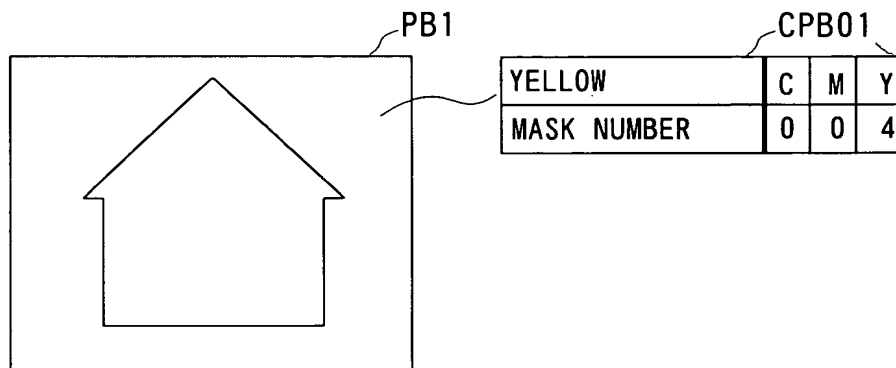 PB1
CPB01
YELLOW C M Y
MASK NUMBER 0 0 4